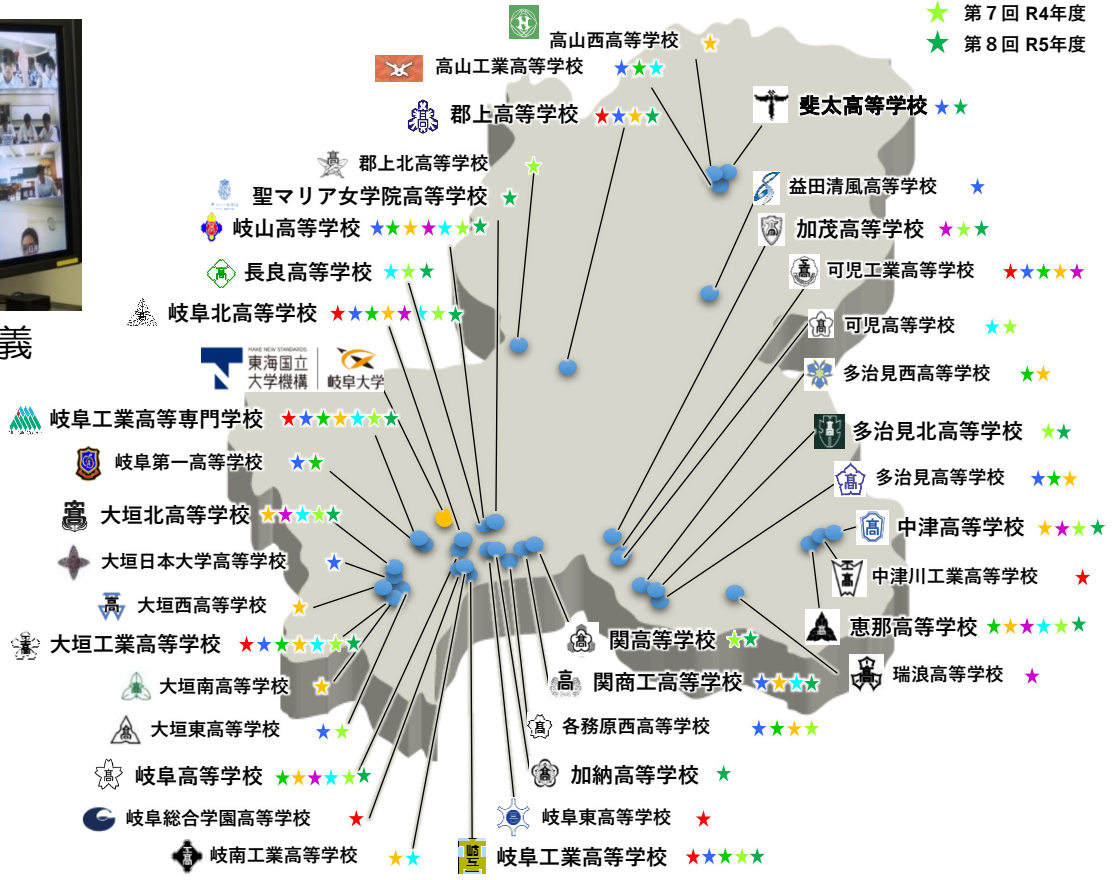 第7回 R4年度
第8回 R5年度
義
高山西高等学校
高山工業高等学校
郡上高等学校
郡上北高等学校
聖マリア女学院高等学校
岐山高等学校
長良高等学校
岐阜北高等学校
MAKE NEW STANDARDS
東海国立
大学機構
岐阜大学
岐阜工業高等専門学校
岐阜第一高等学校
大垣北高等学校
大垣日本大学高等学校
大垣西高等学校
大垣工業高等学校
大垣南高等学校
大垣東高等学校
岐阜高等学校
岐阜総合学園高等学校
岐南工業高等学校
斐太高等学校
益田清風高等学校
加茂高等学校
可児工業高等学校
可児高等学校
多治見西高等学校
多治見北高等学校
多治見高等学校
中津高等学校
中津川工業高等学校
恵那高等学校
瑞浪高等学校
関高等学校
関商工高等学校
各務原西高等学校
加納高等学校
岐阜東高等学校
岐阜工業高等学校